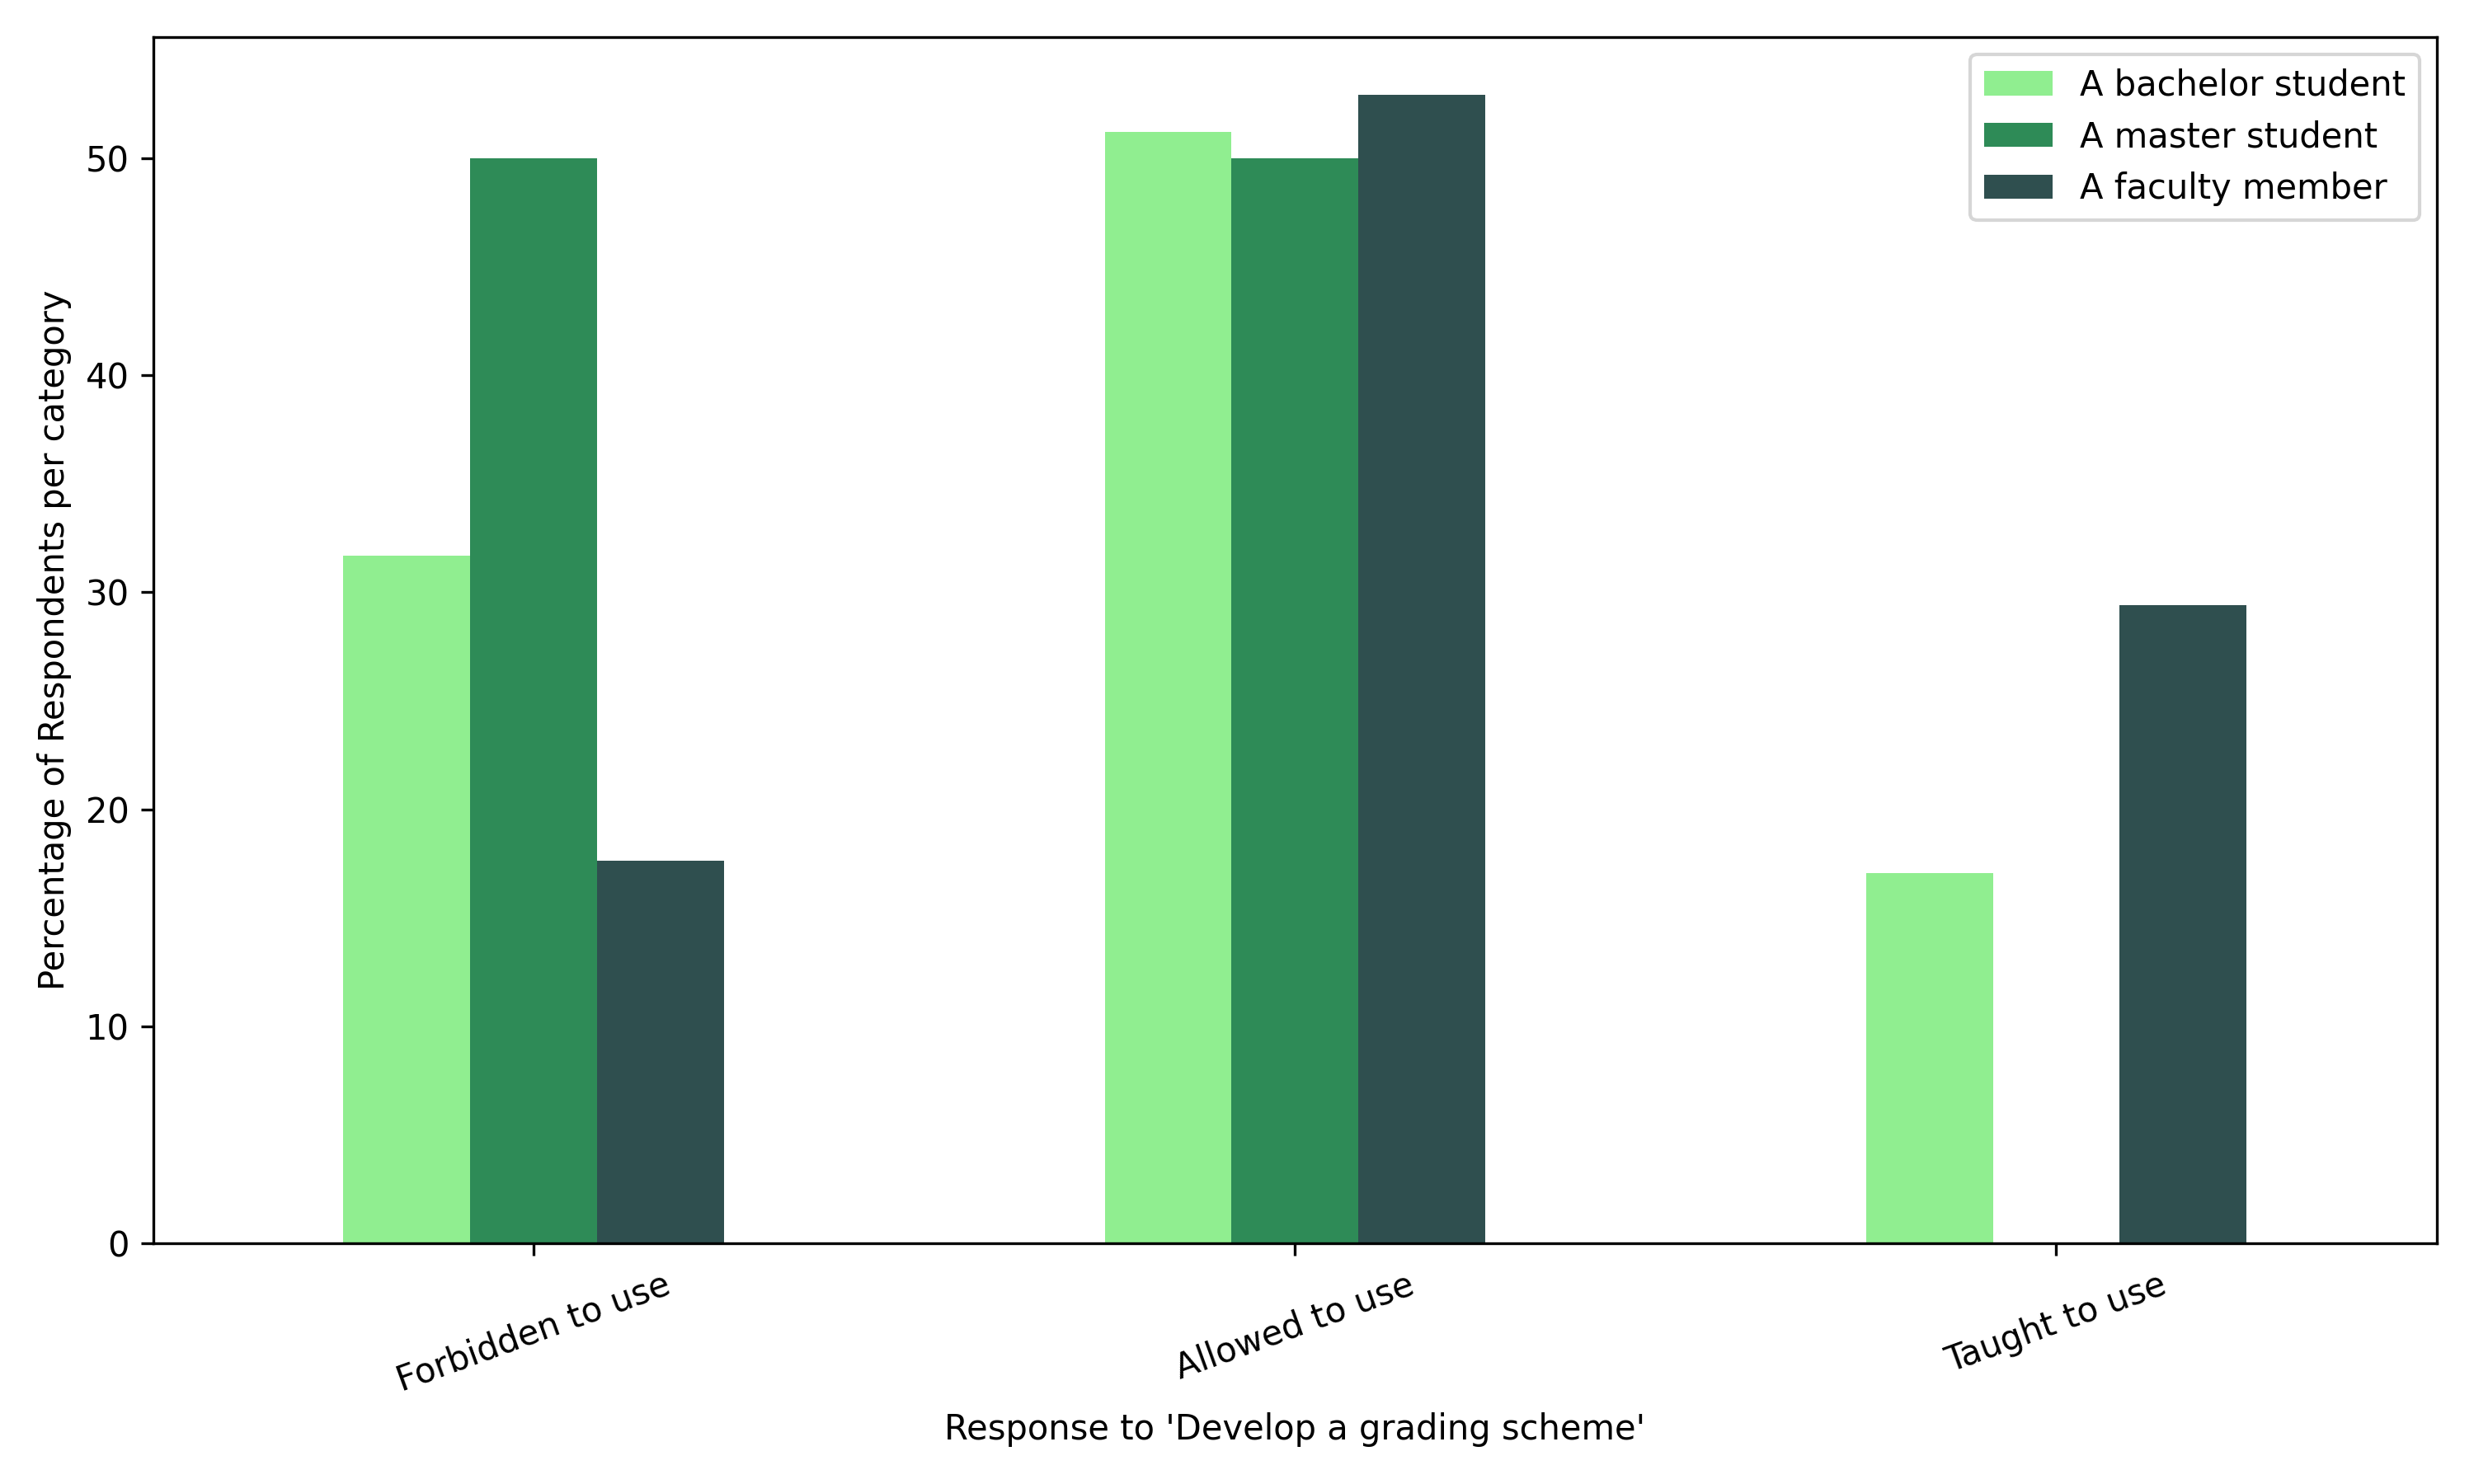 A bachelor student
A master student
A faculty member
Percentage of Respondents per category
50
40
30
20
10
0
Forbidden to use
Allowed to use
Taught to use
Response to 'Develop a grading scheme'